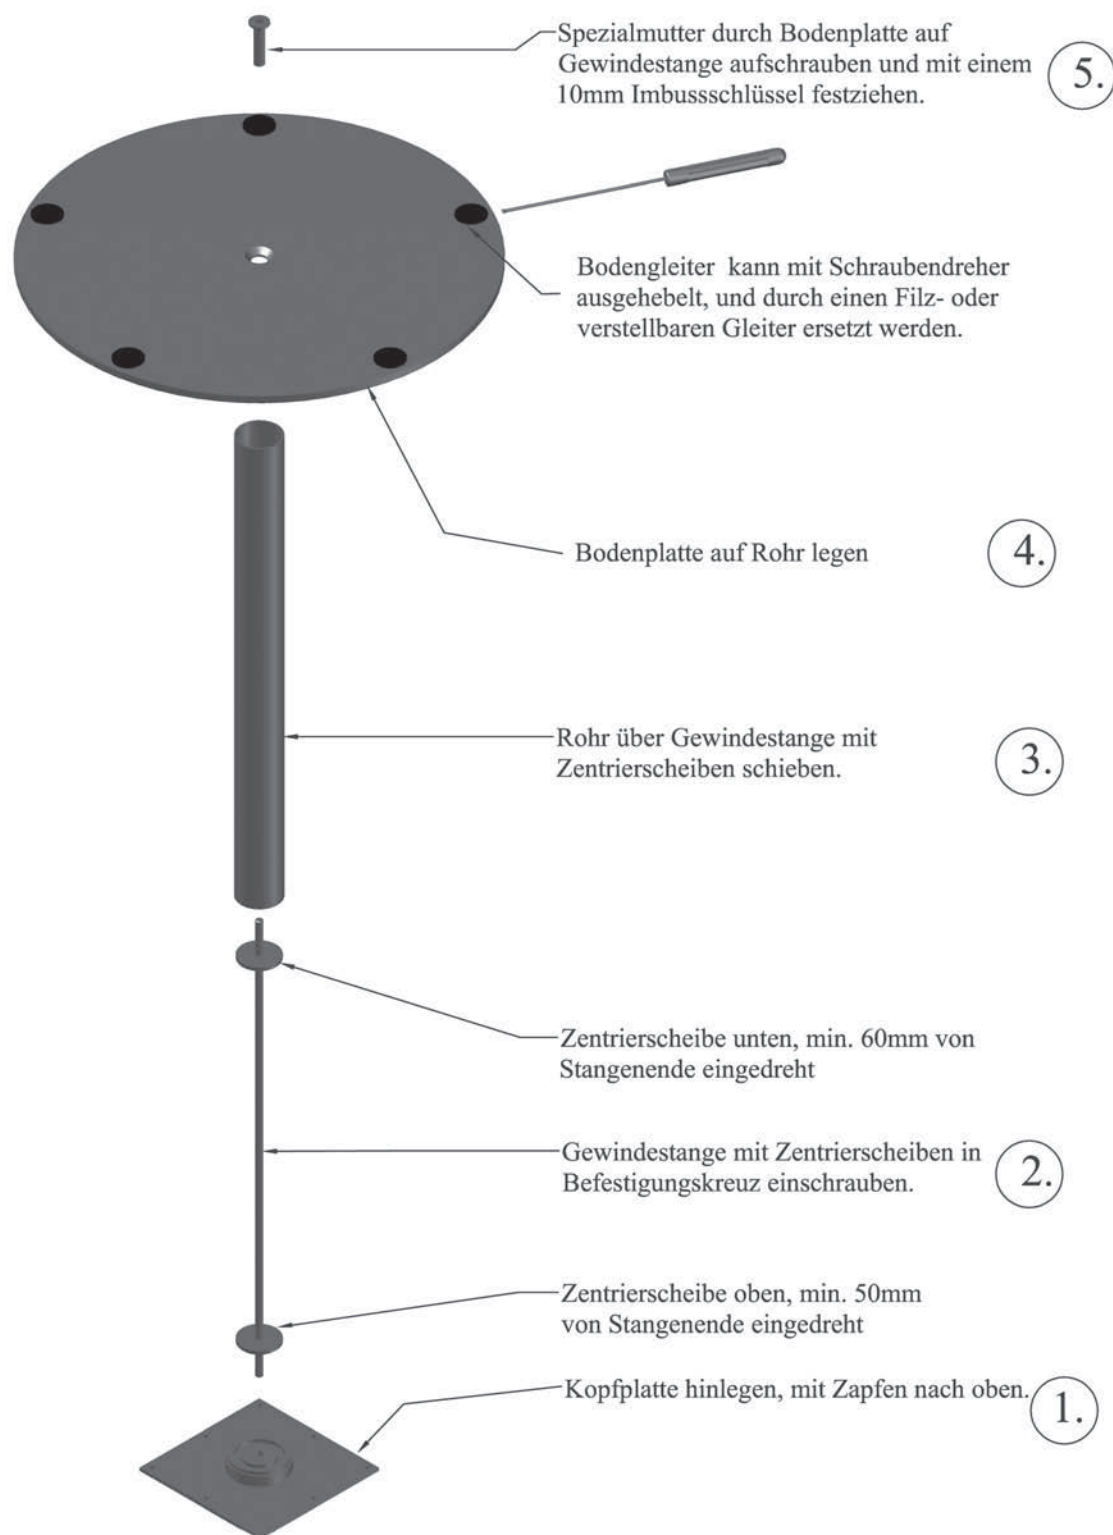 Spezialmutter durch Bodenplatte auf
Gewindestange aufschrauben und mit einem
10mm Imbussschlüssel festziehen.
5.
Bodengleiter kann mit Schraubendreher
ausgehebelt, und durch einen Filz- oder
verstellbaren Gleiter ersetzt werden.
Bodenplatte auf Rohr legen
4.
Rohr über Gewindestange mit
Zentrierscheiben schieben.
3.
Zentrierscheibe unten, min. 60mm von
Stangenende eingedreht
Gewindestange mit Zentrierscheiben in
Befestigungskreuz einschrauben.
2.
Zentrierscheibe oben, min. 50mm
von Stangenende eingedreht
Kopfplatte hinlegen, mit Zapfen nach oben.
1.